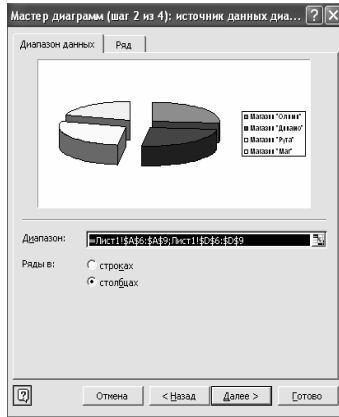 Мастер диаграмм (шаг 2 из 4): источник данных диа...
Диапазон данных
Ряд
Магазин "Олимп"
Магазин "Динамо"
Магазин "Рута"
Магазин "Маг"
Диапазон:
=Лист1!$A$6:$A$9;Лист1!$D$6:$D$9
Ряды в:
строках
столбцах
Отмена
< Назад
Далее >
Готово